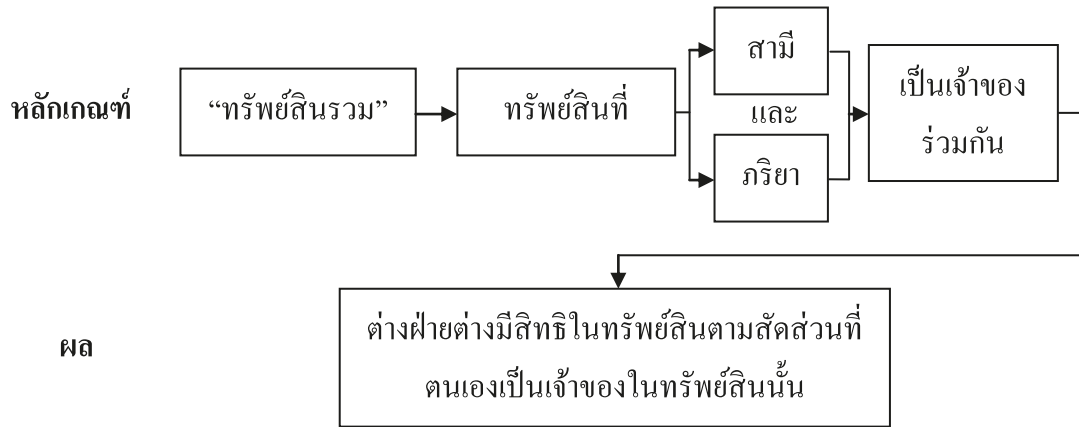 หลักเกณฑ์
“ทรัพย์สินรวม”
ทรัพย์สินที่
สามี
และ
ภริยา
เป็นเจ้าของ
ร่วมกัน
ผล
ต่างฝ่ายต่างมีสิทธิในทรัพย์สินตามสัดส่วนที่
ตนเองเป็นเจ้าของในทรัพย์สินนั้น